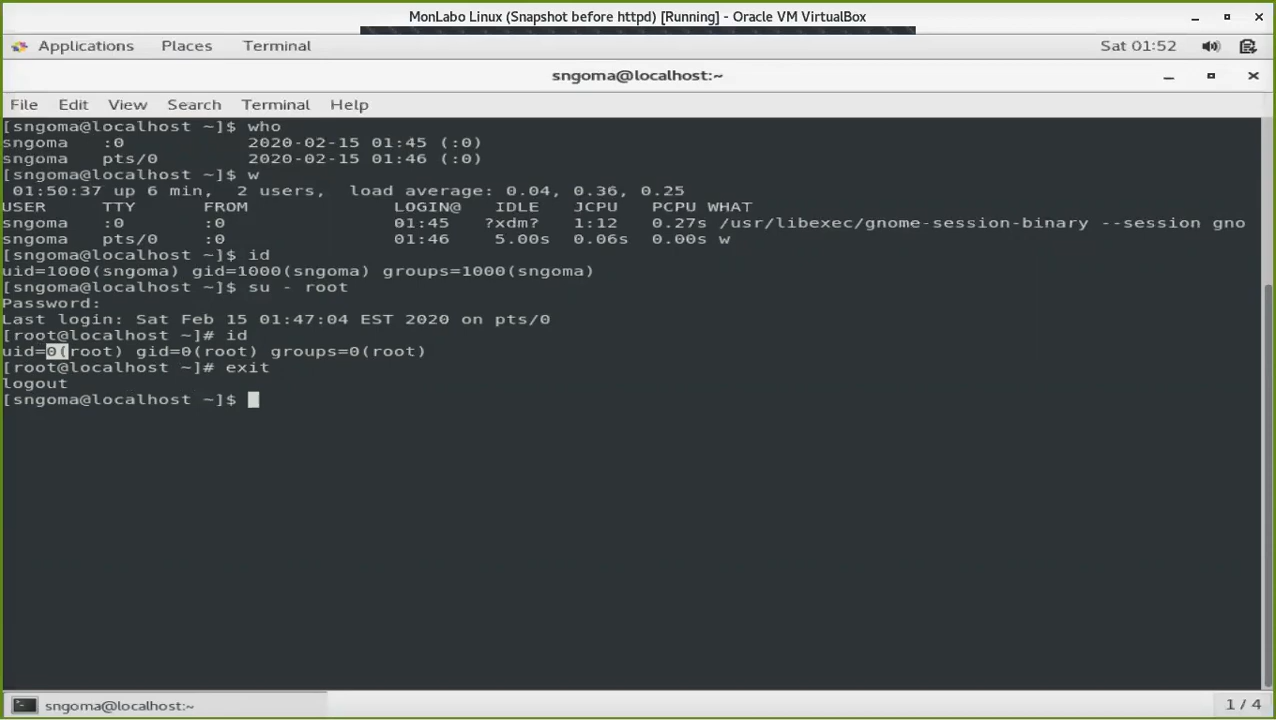 MonLabo Linux (Snapshot before httpd) [Running] - Oracle VM VirtualBox
Applications Places Terminal Sat 01:52
sngoma@localhost:~
File Edit View Search Terminal Help
[sngoma@localhost ~]$ who
sngoma :0 2020-02-15 01:45 (:0)
sngoma pts/0 2020-02-15 01:46 (:0)
[sngoma@localhost ~]$ w
01:50:37 up 6 min, 2 users, load average: 0.04, 0.36, 0.25
USER TTY FROM LOGIN@ IDLE JCPU PCPU WHAT
sngoma :0 :0 01:45 ?xdm? 1:12 0.27s /usr/libexec/gnome-session-binary --session gno
sngoma pts/0 :0 01:46 5.00s 0.06s 0.00s w
[sngoma@localhost ~]$ id
uid=1000(sngoma) gid=1000(sngoma) groups=1000(sngoma)
[sngoma@localhost ~]$ su - root
Password:
Last login: Sat Feb 15 01:47:04 EST 2020 on pts/0
[root@localhost ~]# id
uid=0(root) gid=0(root) groups=0(root)
[root@localhost ~]# exit
logout
[sngoma@localhost ~]$
sngoma@localhost:~ 1 / 4